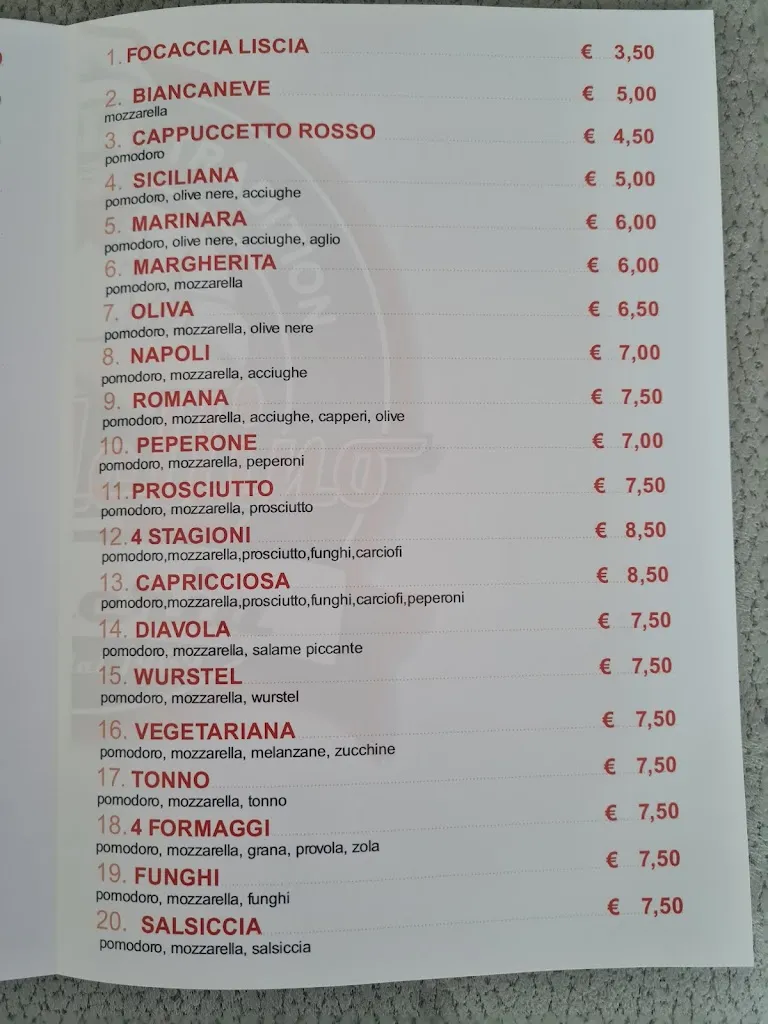 1. FOCACCIA LISCIA € 3,50
2. BIANCANEVE € 5,00
mozzarella
3. CAPPUCCETTO ROSSO € 4,50
pomodoro
4. SICILIANA € 5,00
pomodoro, olive nere, acciughe
5. MARINARA € 6,00
pomodoro, olive nere, acciughe, aglio
6. MARGHERITA € 6,00
pomodoro, mozzarella
7. OLIVA € 6,50
pomodoro, mozzarella, olive nere
8. NAPOLI € 7,00
pomodoro, mozzarella, acciughe
9. ROMANA € 7,50
pomodoro, mozzarella, acciughe, capperi, olive
10. PEPERONE € 7,00
pomodoro, mozzarella, peperoni
11. PROSCIUTTO € 7,50
pomodoro, mozzarella, prosciutto
12. 4 STAGIONI € 8,50
pomodoro,mozzarella,prosciutto,funghi,carciofi
13. CAPRICCIOSA € 8,50
pomodoro,mozzarella,prosciutto,funghi,carciofi,peperoni
14. DIAVOLA € 7,50
pomodoro, mozzarella, salame piccante
15. WURSTEL € 7,50
pomodoro, mozzarella, wurstel
16. VEGETARIANA € 7,50
pomodoro, mozzarella, melanzane, zucchine
17. TONNO € 7,50
pomodoro, mozzarella, tonno
18. 4 FORMAGGI € 7,50
pomodoro, mozzarella, grana, provola, zola
19. FUNGHI € 7,50
pomodoro, mozzarella, funghi
20. SALSICCIA € 7,50
pomodoro, mozzarella, salsiccia